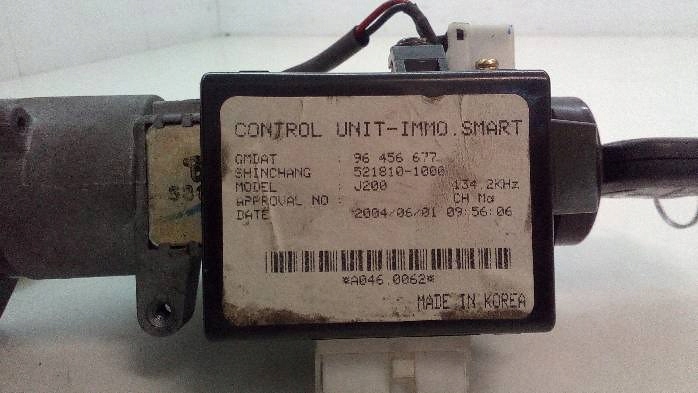 CONTROL UNIT-IMMO.SMART
GMDAT : 96 456 677
SHINCHANG : 521810-1000
MODEL : J200 134.2KHz
APPROVAL NO : CH Ma
DATE : 2004/06/01 09:56:06
*A046.0062*
MADE IN KOREA